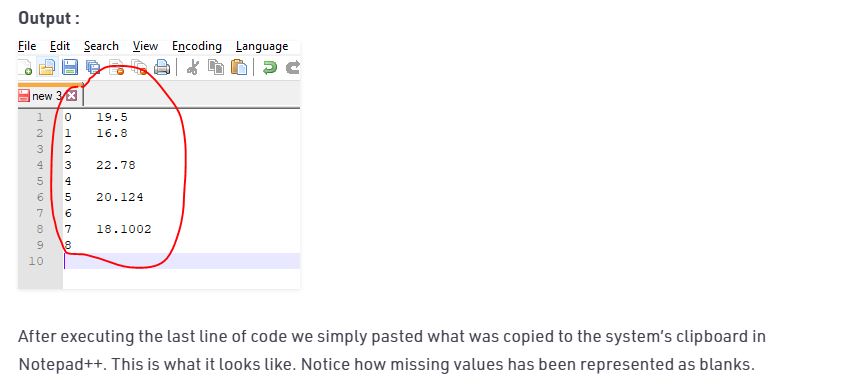 Output :
File Edit Search View Encoding Language
new 3
1 0 19.5
2 1 16.8
3 2
4 3 22.78
5 4
6 5 20.124
7 6
8 7 18.1002
9 8
10
After executing the last line of code we simply pasted what was copied to the system's clipboard in
Notepad++. This is what it looks like. Notice how missing values has been represented as blanks.